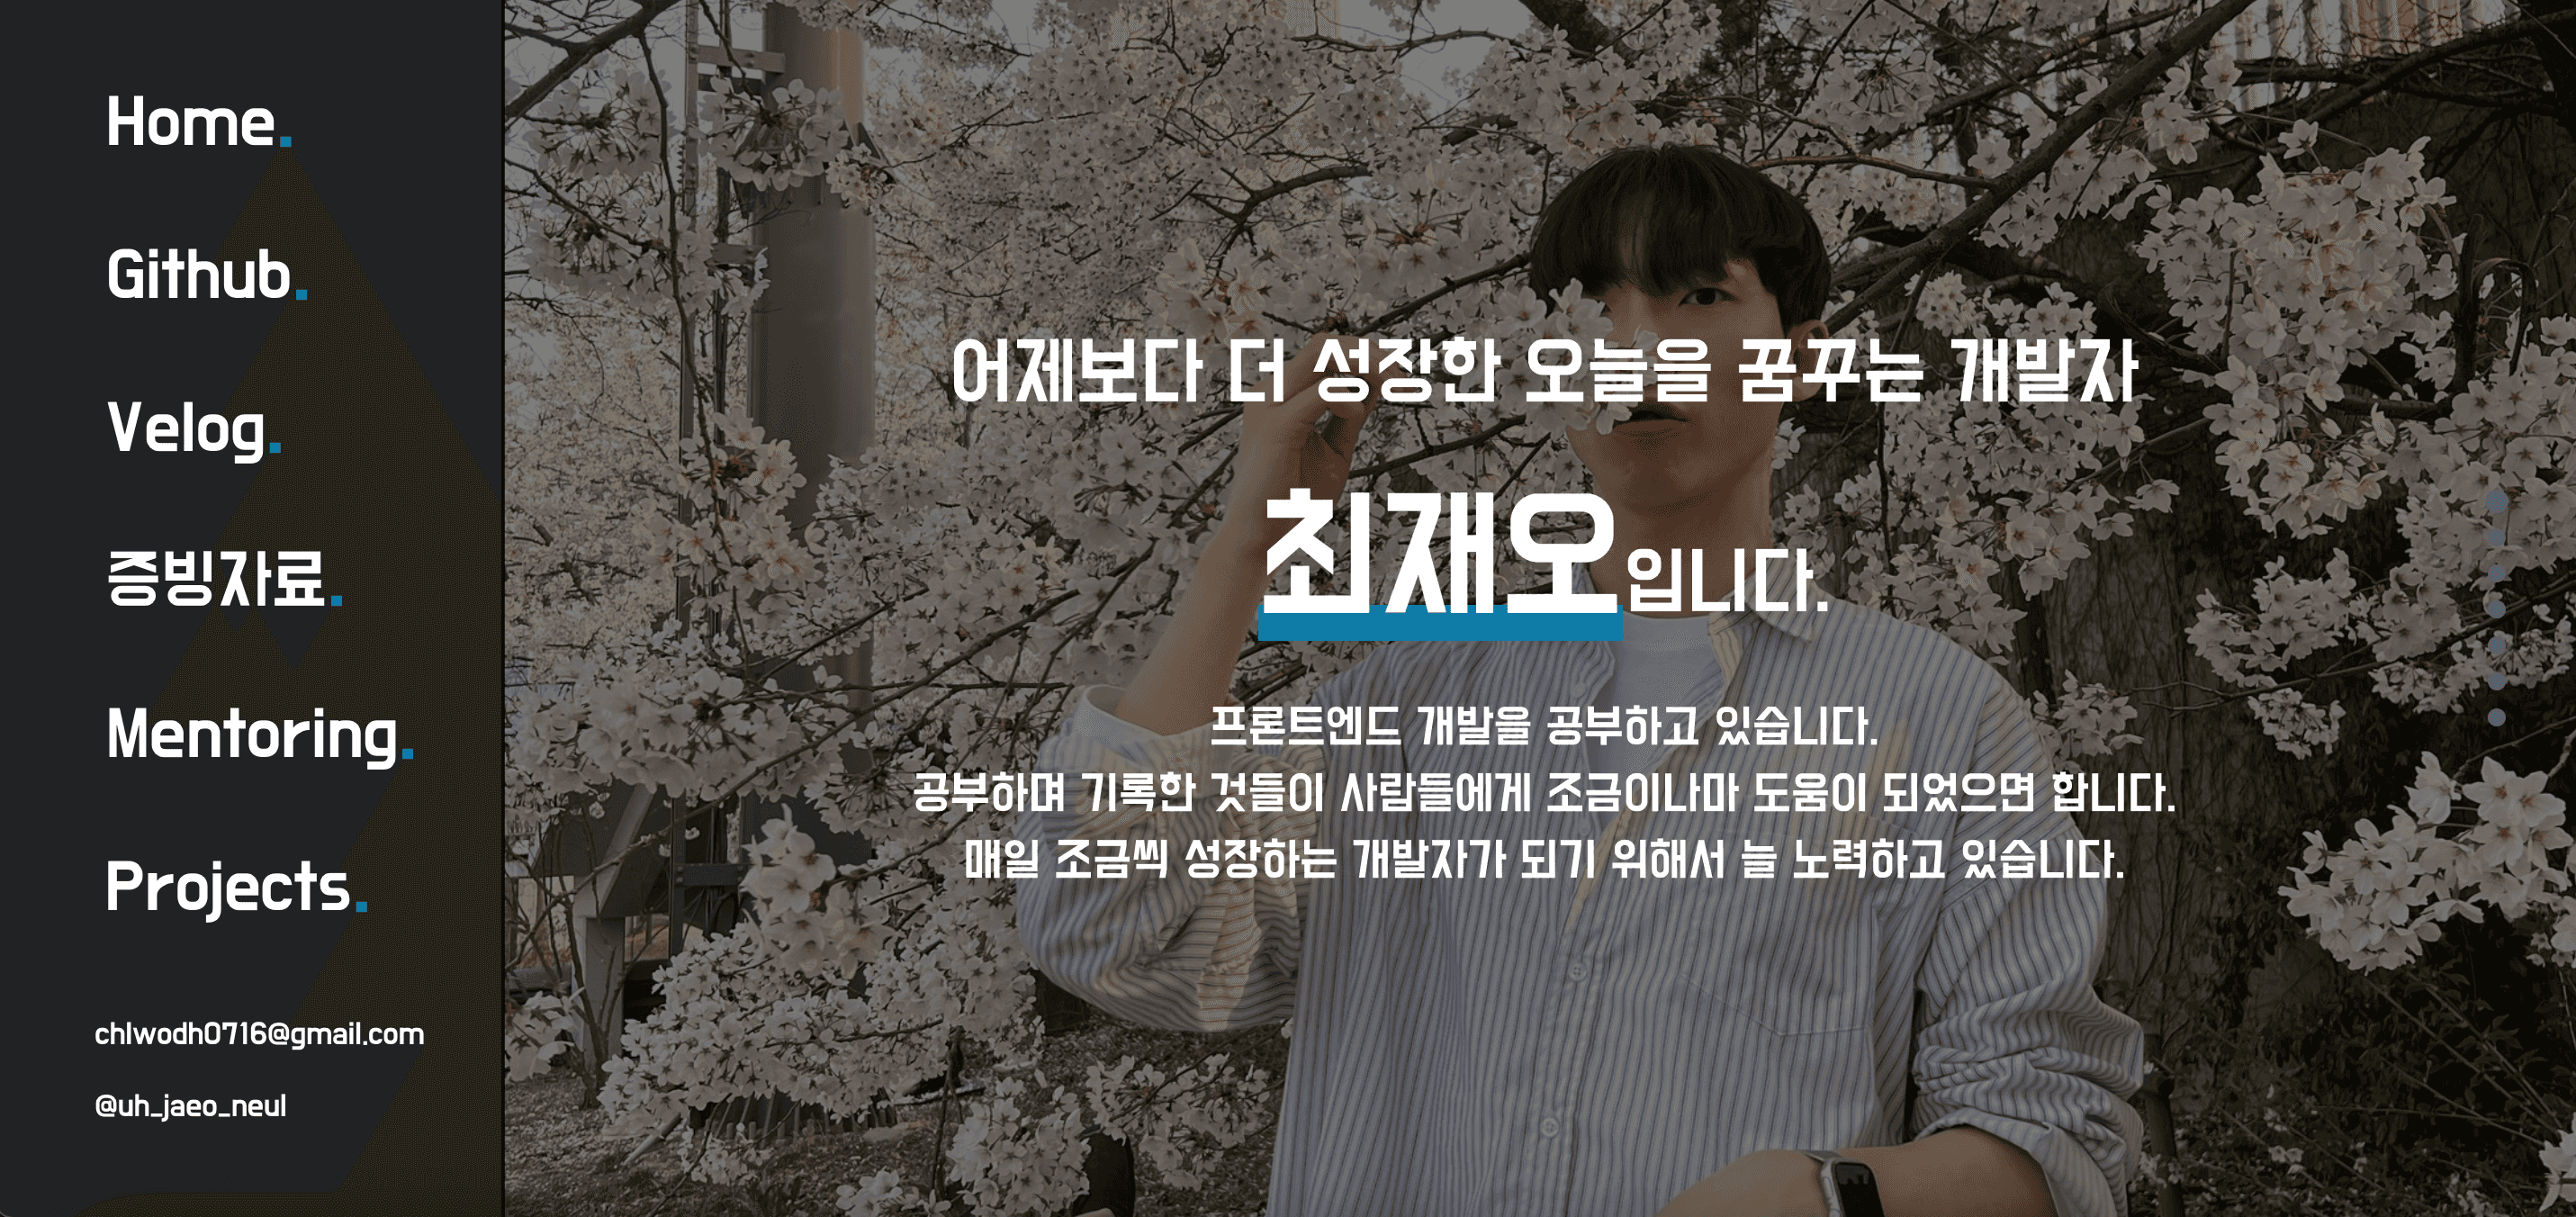 Home.
Github.
Velog.
증빙자료.
Mentoring.
Projects.
chlwodh0716@gmail.com
@uh_jaeo_neul
어제보다 더 성장한 오늘을 꿈꾸는 개발자
최재오입니다.
프론트엔드 개발을 공부하고 있습니다.
공부하며 기록한 것들이 사람들에게 조금이나마 도움이 되었으면 합니다.
매일 조금씩 성장하는 개발자가 되기 위해서 늘 노력하고 있습니다.